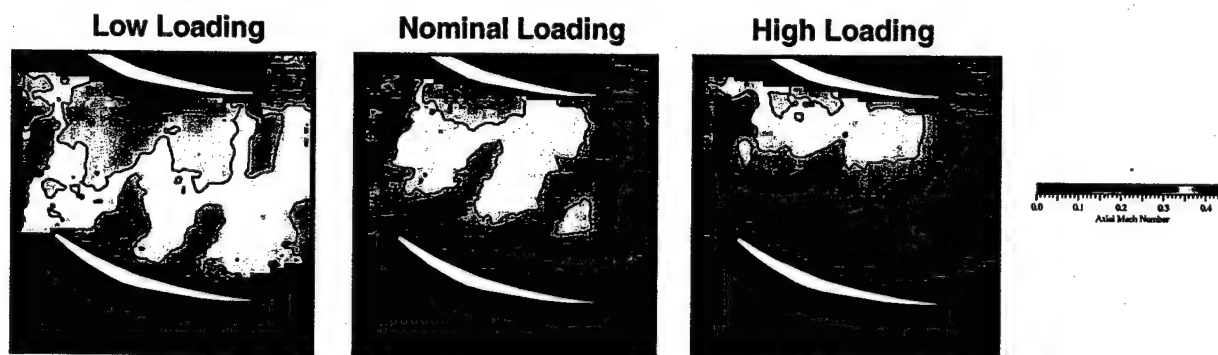 Low Loading
Nominal Loading
High Loading
0.0 0.1 0.2 0.3 0.4
Axial Mach Number